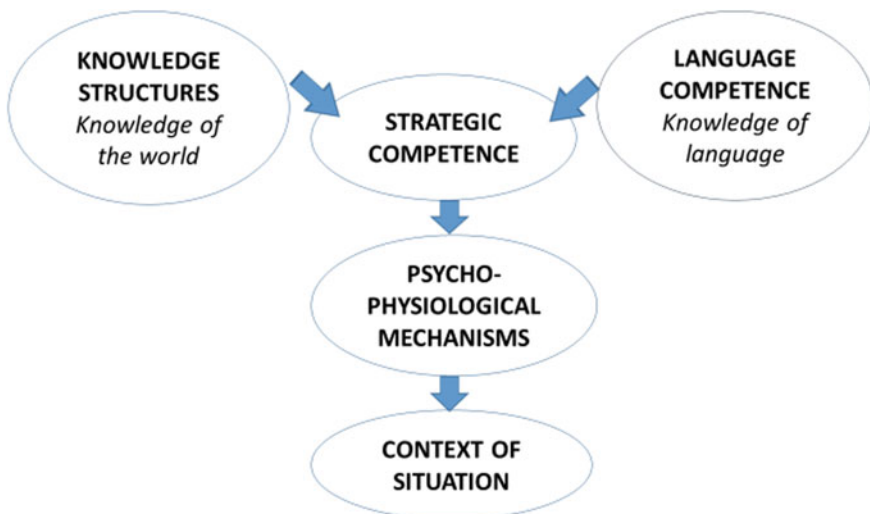 KNOWLEDGE
STRUCTURES
Knowledge of
the world
LANGUAGE
COMPETENCE
Knowledge of
language
STRATEGIC
COMPETENCE
PSYCHO-
PHYSIOLOGICAL
MECHANISMS
CONTEXT OF
SITUATION